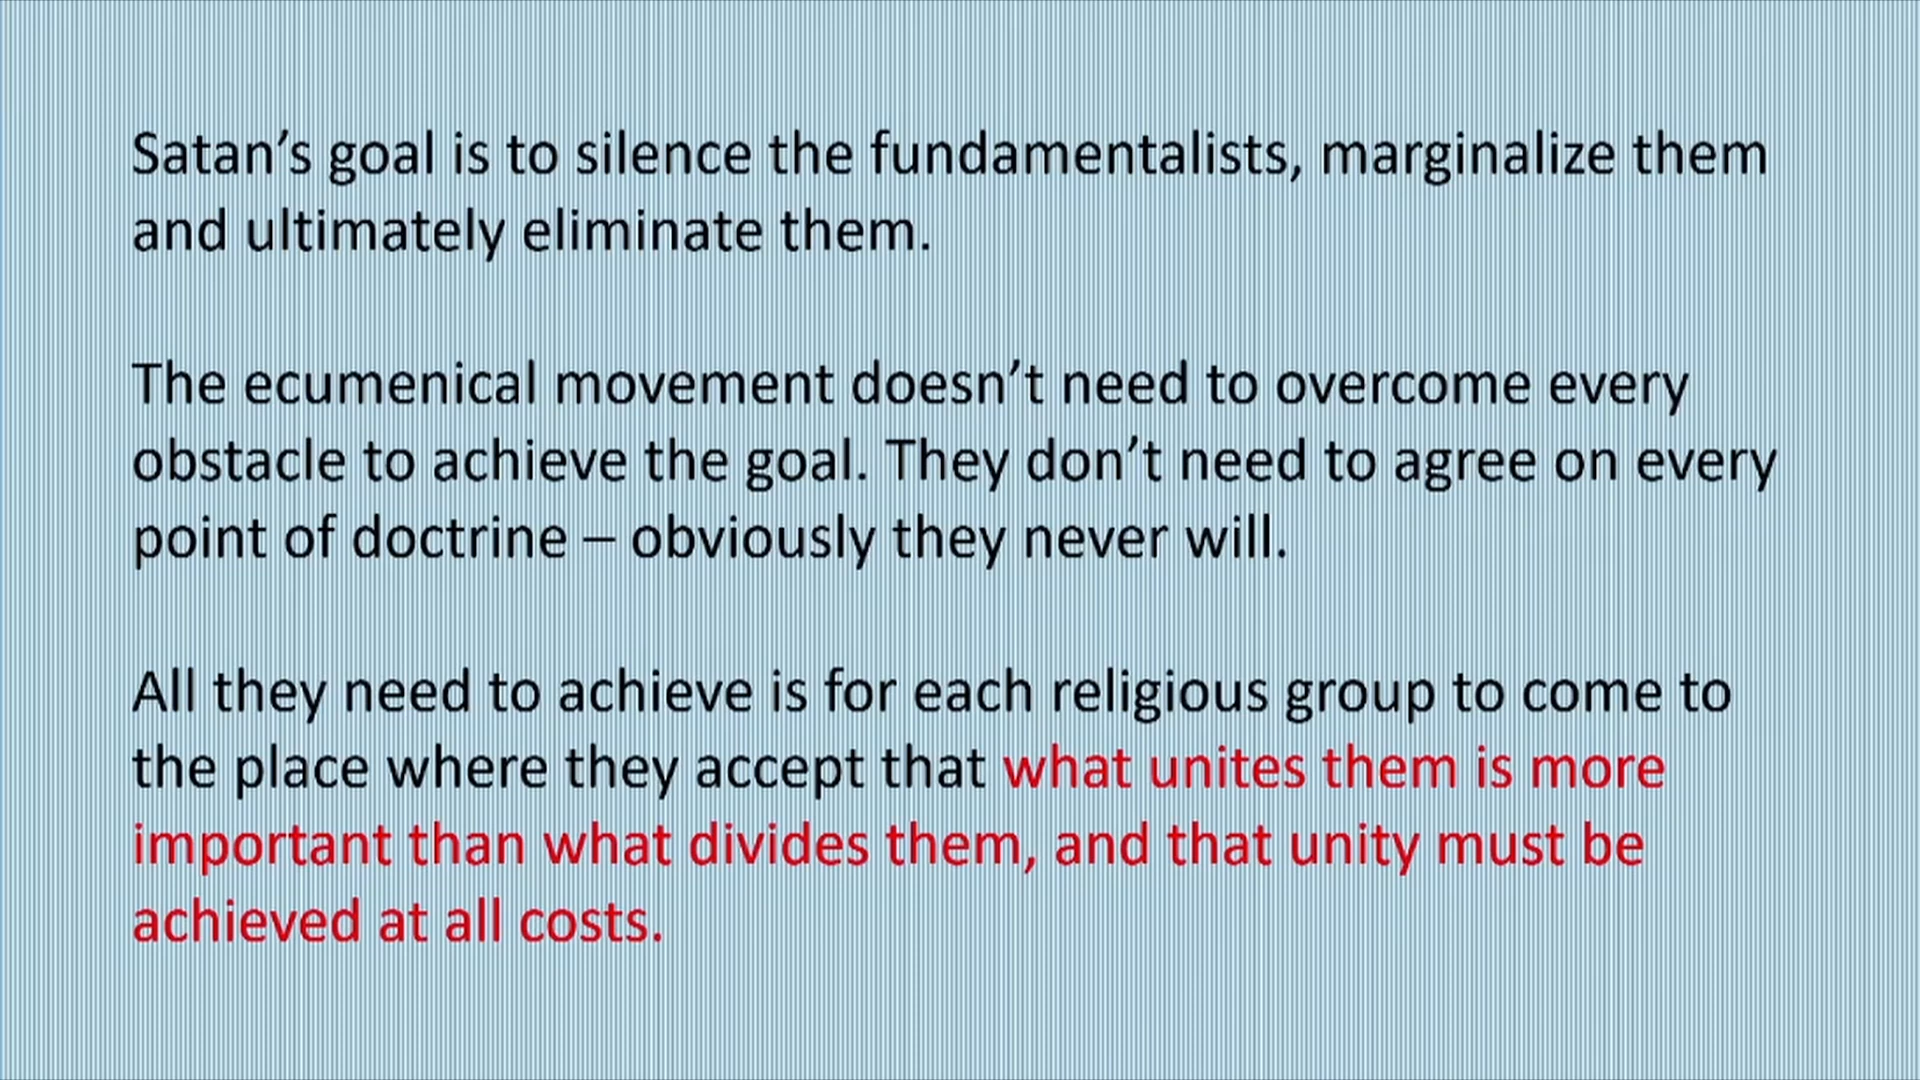 Satan’s goal is to silence the fundamentalists, marginalize them
and ultimately eliminate them.
The ecumenical movement doesn’t need to overcome every
obstacle to achieve the goal. They don’t need to agree on every
point of doctrine – obviously they never will.
All they need to achieve is for each religious group to come to
the place where they accept that what unites them is more
important than what divides them, and that unity must be
achieved at all costs.